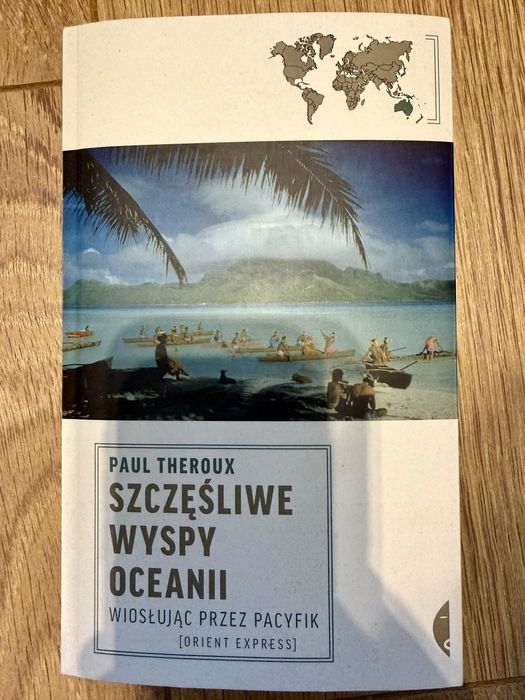 PAUL THEROUX
SZCZĘŚLIWE
WYSPY
OCEANII
WIOSŁUJĄC PRZEZ PACYFIK
[ORIENT EXPRESS]